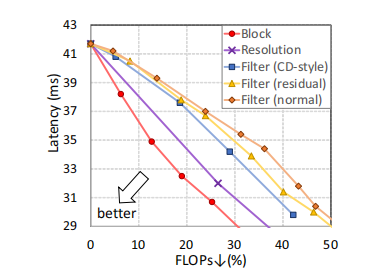 43
41
39
37
35
33
31
29
Latency (ms)
Block
Resolution
Filter (CD-style)
Filter (residual)
Filter (normal)
better
0
10
20
30
40
50
FLOPs↓(%)